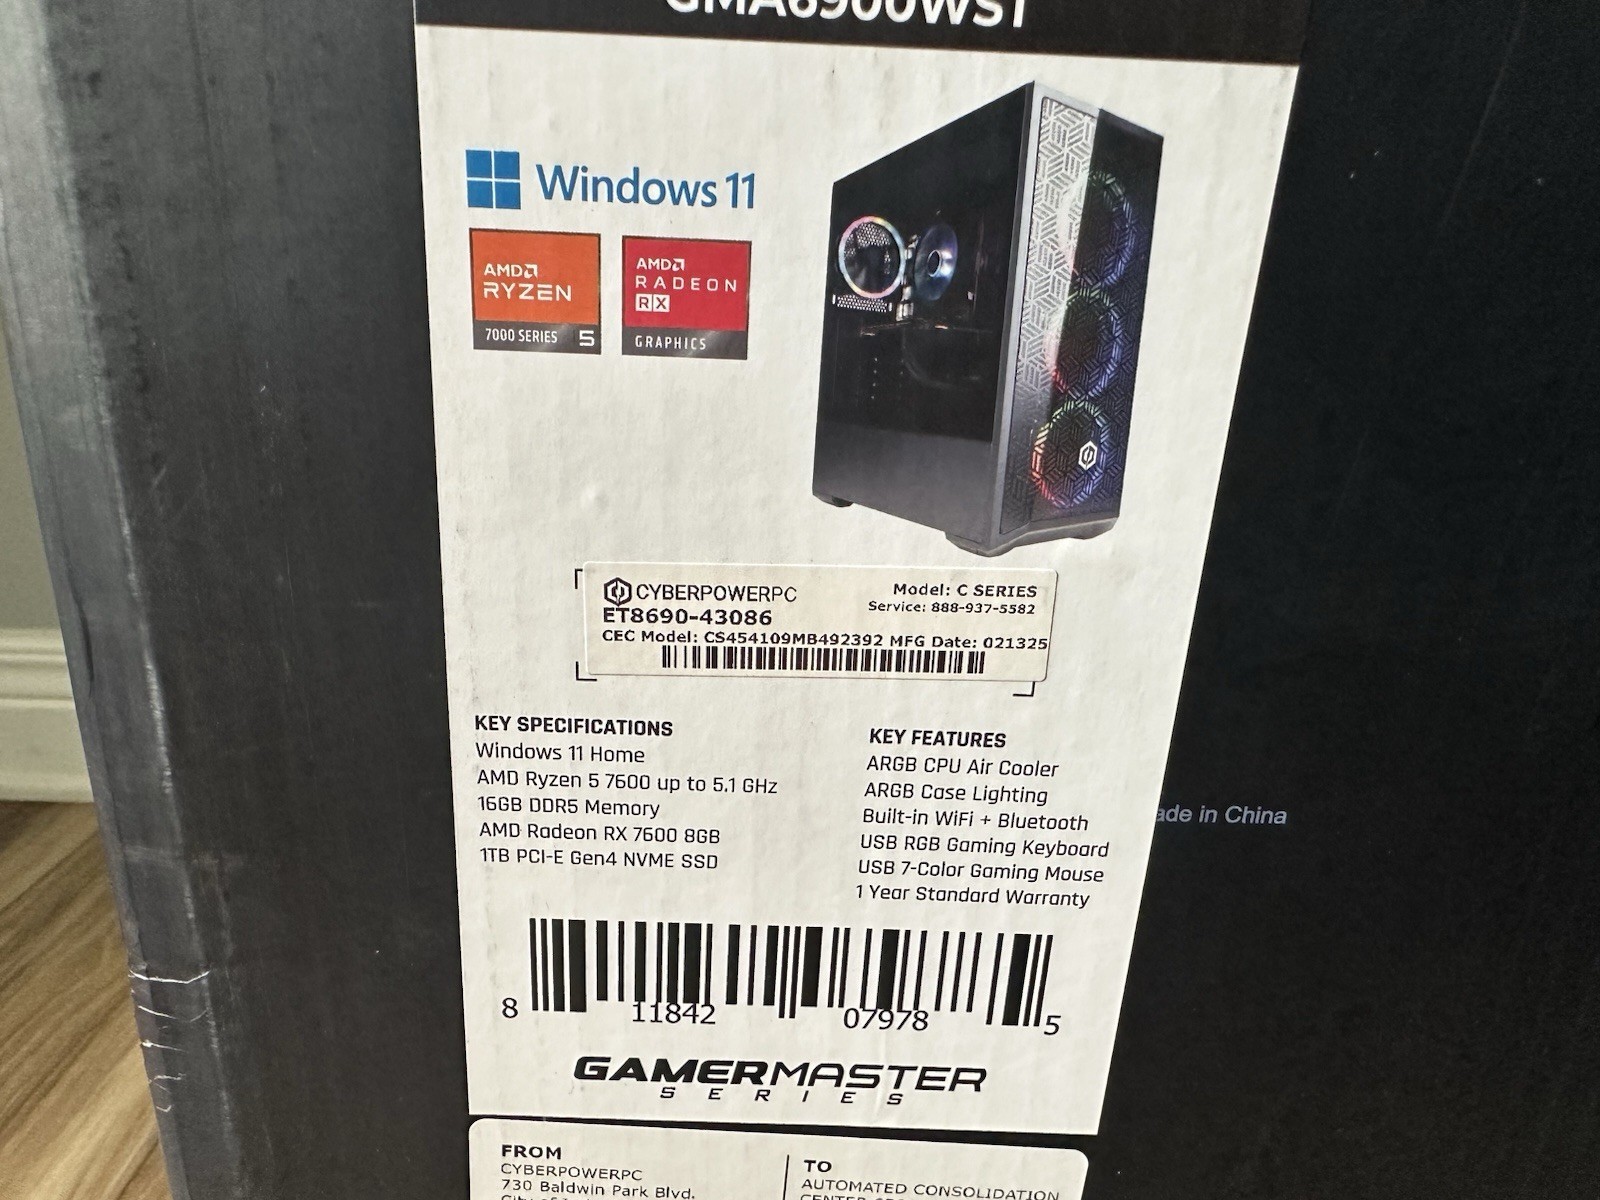 GMA6900WST
Windows 11
AMD
RYZEN
7000 SERIES 5
AMD
RADEON
RX
GRAPHICS
CYBERPOWERPC
Model: C SERIES
Service: 888-937-5582
ET8690-43086
CEC Model: CS454109MB492392 MFG Date: 021325
KEY SPECIFICATIONS
Windows 11 Home
AMD Ryzen 5 7600 up to 5.1 GHz
16GB DDR5 Memory
AMD Radeon RX 7600 8GB
1TB PCI-E Gen4 NVME SSD
KEY FEATURES
ARGB CPU Air Cooler
ARGB Case Lighting
Built-in WiFi + Bluetooth
USB RGB Gaming Keyboard
USB 7-Color Gaming Mouse
1 Year Standard Warranty
ade in China
8 11842 07978 5
GAMERMASTER
SERIES
FROM
CYBERPOWERPC
730 Baldwin Park Blvd.
TO
AUTOMATED CONSOLIDATION